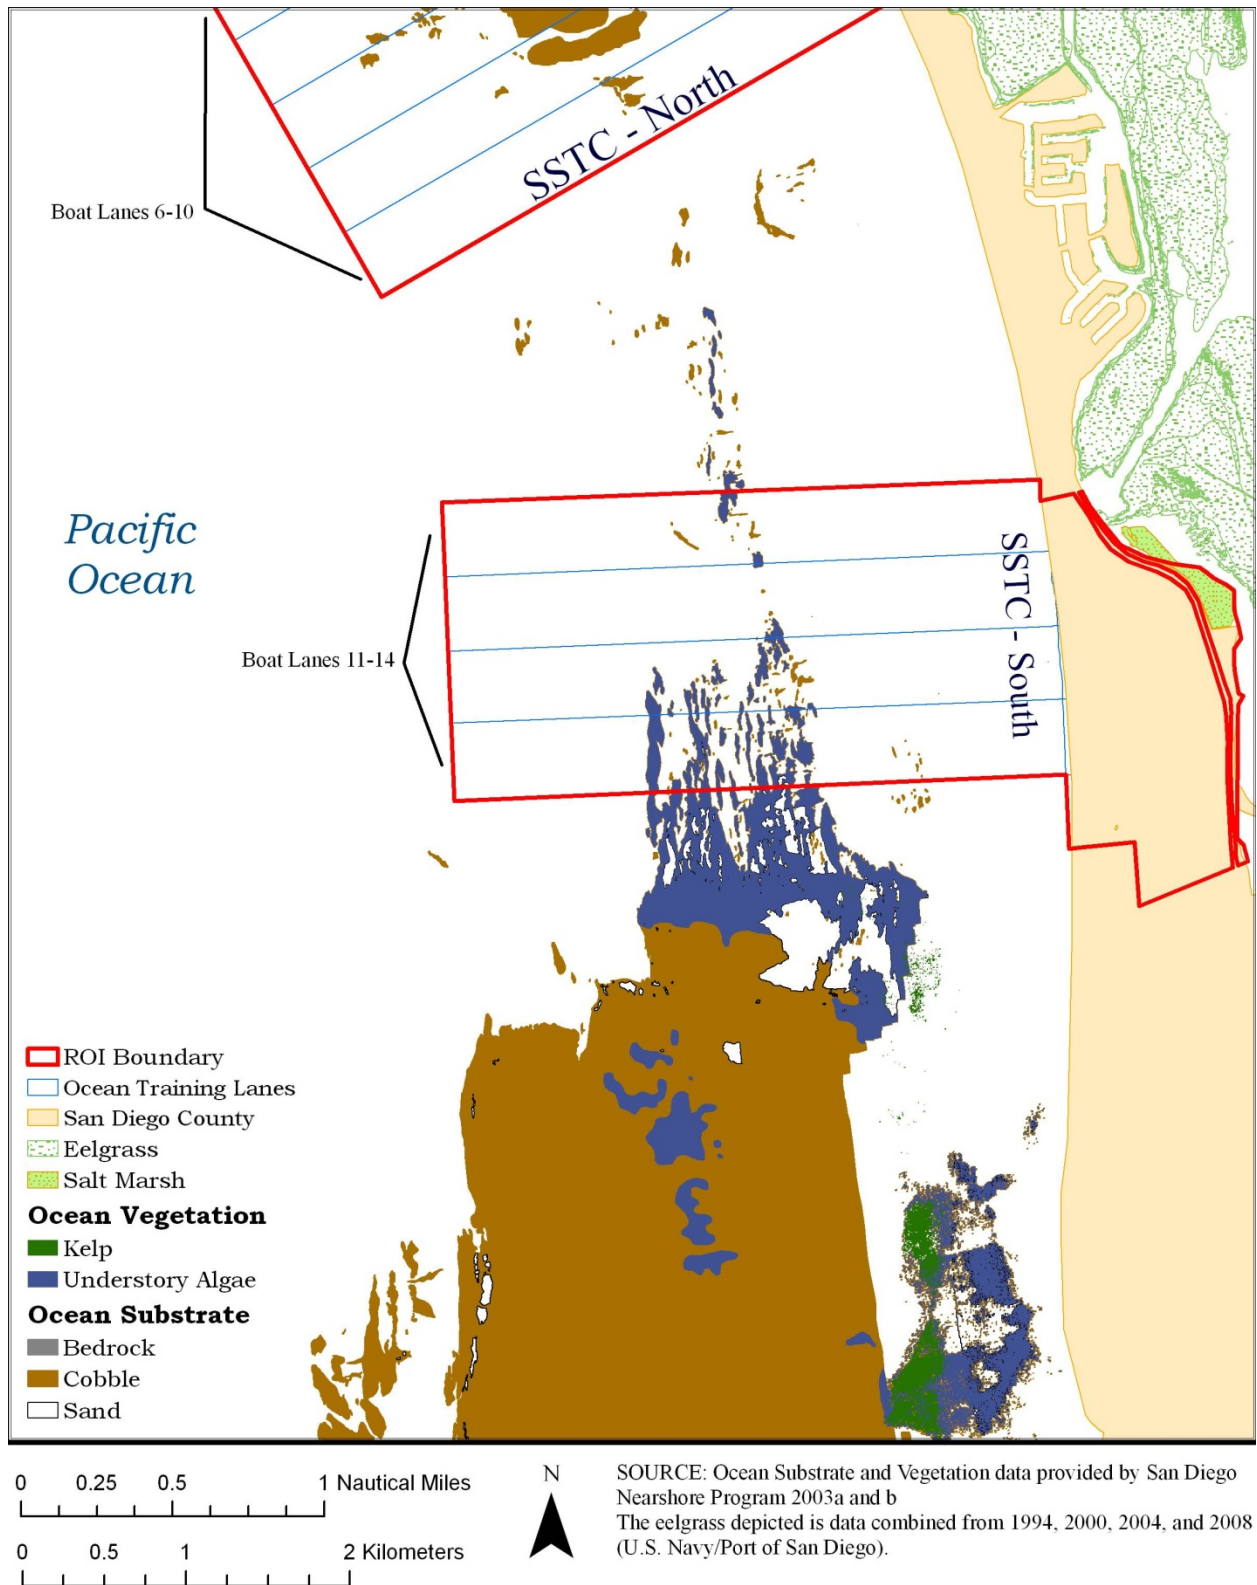 SSTC - North
Boat Lanes 6-10
Pacific
Ocean
SSTC - South
Boat Lanes 11-14
ROI Boundary
Ocean Training Lanes
San Diego County
Eelgrass
Salt Marsh
Ocean Vegetation
Kelp
Understory Algae
Ocean Substrate
Bedrock
Cobble
Sand
0 0.25 0.5 1 Nautical Miles
0 0.5 1 2 Kilometers
N
SOURCE: Ocean Substrate and Vegetation data provided by San Diego
Nearshore Program 2003a and b
The eelgrass depicted is data combined from 1994, 2000, 2004, and 2008
(U.S. Navy/Port of San Diego).